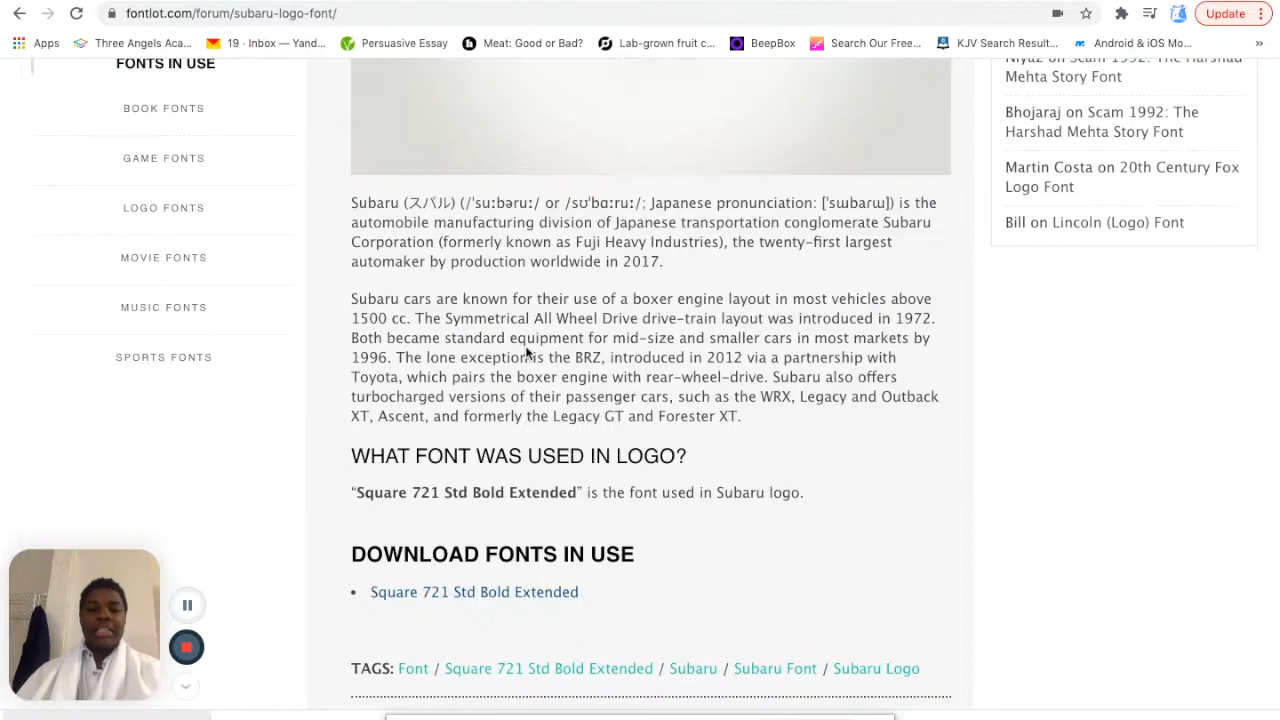 fontlot.com/forum/subaru-logo-font/
Update
Apps
Three Angels Aca...
19 · Inbox — Yand...
Persuasive Essay
Meat: Good or Bad?
Lab-grown fruit c...
BeepBox
Search Our Free...
KJV Search Result...
Android & iOS Mo...
»
FONTS IN USE
BOOK FONTS
GAME FONTS
LOGO FONTS
MOVIE FONTS
MUSIC FONTS
SPORTS FONTS
Subaru (スバル) (/ˈsuːbəruː/ or /sʊˈbɑːruː/; Japanese pronunciation: [ˈsɯbaɾɯ]) is the
automobile manufacturing division of Japanese transportation conglomerate Subaru
Corporation (formerly known as Fuji Heavy Industries), the twenty-first largest
automaker by production worldwide in 2017.
Subaru cars are known for their use of a boxer engine layout in most vehicles above
1500 cc. The Symmetrical All Wheel Drive drive-train layout was introduced in 1972.
Both became standard equipment for mid-size and smaller cars in most markets by
1996. The lone exception is the BRZ, introduced in 2012 via a partnership with
Toyota, which pairs the boxer engine with rear-wheel-drive. Subaru also offers
turbocharged versions of their passenger cars, such as the WRX, Legacy and Outback
XT, Ascent, and formerly the Legacy GT and Forester XT.
WHAT FONT WAS USED IN LOGO?
“Square 721 Std Bold Extended” is the font used in Subaru logo.
DOWNLOAD FONTS IN USE
• Square 721 Std Bold Extended
TAGS: Font / Square 721 Std Bold Extended / Subaru / Subaru Font / Subaru Logo
Niyaz on Scam 1992: The Harshad
Mehta Story Font
Bhojaraj on Scam 1992: The
Harshad Mehta Story Font
Martin Costa on 20th Century Fox
Logo Font
Bill on Lincoln (Logo) Font